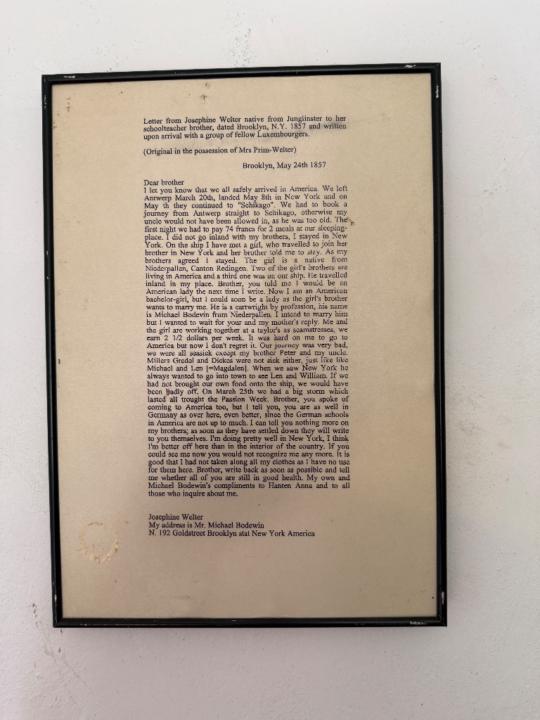 Letter from Josephine Welter native from Junglinster to her
schoolteacher brother, dated Brooklyn, N.Y. 1857 and written
upon arrival with a group of fellow Luxembourgers.
(Original in the possession of Mrs Prim-Welter)
Brooklyn, May 24th 1857
Dear brother
I let you know that we all safely arrived in America. We left
Antwerp March 20th, landed May 8th in New York and on
May th they continued to "Schikago". We had to book a
journey from Antwerp straight to Schikago, otherwise my
uncle would not have been allowed in, as he was too old. The
first night we had to pay 74 francs for 2 meals at our sleeping-
place. I did not go inland with my brothers, I stayed in New
York. On the ship I have met a girl, who travelled to join her
brother in New York and her brother told me to stay. As my
brothers agreed I stayed. The girl is a native from
Niederpallen, Canton Redingen. Two of the girl's brothers are
living in America and a third one was on our ship. He travelled
inland in my place. Brother, you told me I would be an
American lady the next time I write. Now I am an American
bachelor-girl, but I could soon be a lady as the girl's brother
wants to marry me. He is a cartwright by profession, his name
is Michael Bodevin from Niederpallen. I intend to marry him
but I wanted to wait for your and my mother's reply. Me and
the girl are working together at a taylor's as seamstresses, we
earn 2 1/2 dollars per week. It was hard on me to go to
America but now I don't regret it. Our journey was very bad,
we were all seasick except my brother Peter and my uncle.
Millers Gredel and Dickes were not sick either, just like like
Michael and Len [=Magdalen]. When we saw New York he
always wanted to go into town to see Len and William. If we
had not brought our own food onto the ship, we would have
been badly off. On March 25th we had a big storm which
lasted all trought the Passion Week. Brother, you spoke of
coming to America too, but I tell you, you are as well in
Germany as over here, even better, since the German schools
in America are not up to much. I can tell you nothing more on
my brothers; as soon as they have settled down they will write
to you themselves. I'm doing pretty well in New York, I think
I'm better off here than in the interior of the country. If you
could see me now you would not recognize me any more. It is
good that I had not taken along all my clothes as I have no use
for them here. Brother, write back as soon as possible and tell
me whether all of you are still in good health. My own and
Michael Bodewin's compliments to Hanten Anna and to all
those who inquire about me.
Josephine Welter
My address is Mr. Michael Bodewin
N. 192 Goldstreet Brooklyn stat New York America